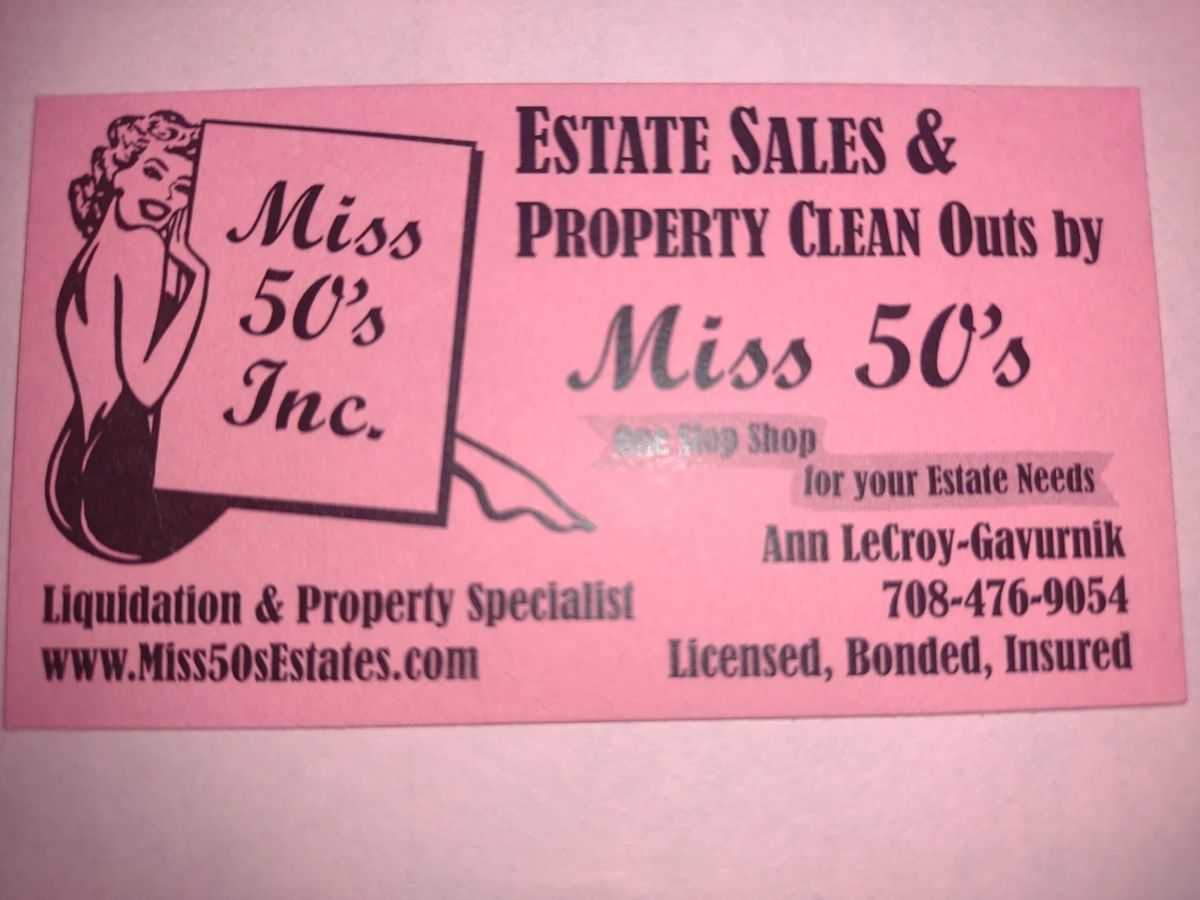 Miss
50's
Inc.
ESTATE SALES &
PROPERTY CLEAN Outs by
Miss 50's
One Stop Shop
for your Estate Needs
Ann LeCroy-Gavurnik
708-476-9054
Licensed, Bonded, Insured
Liquidation & Property Specialist
www.Miss50sEstates.com